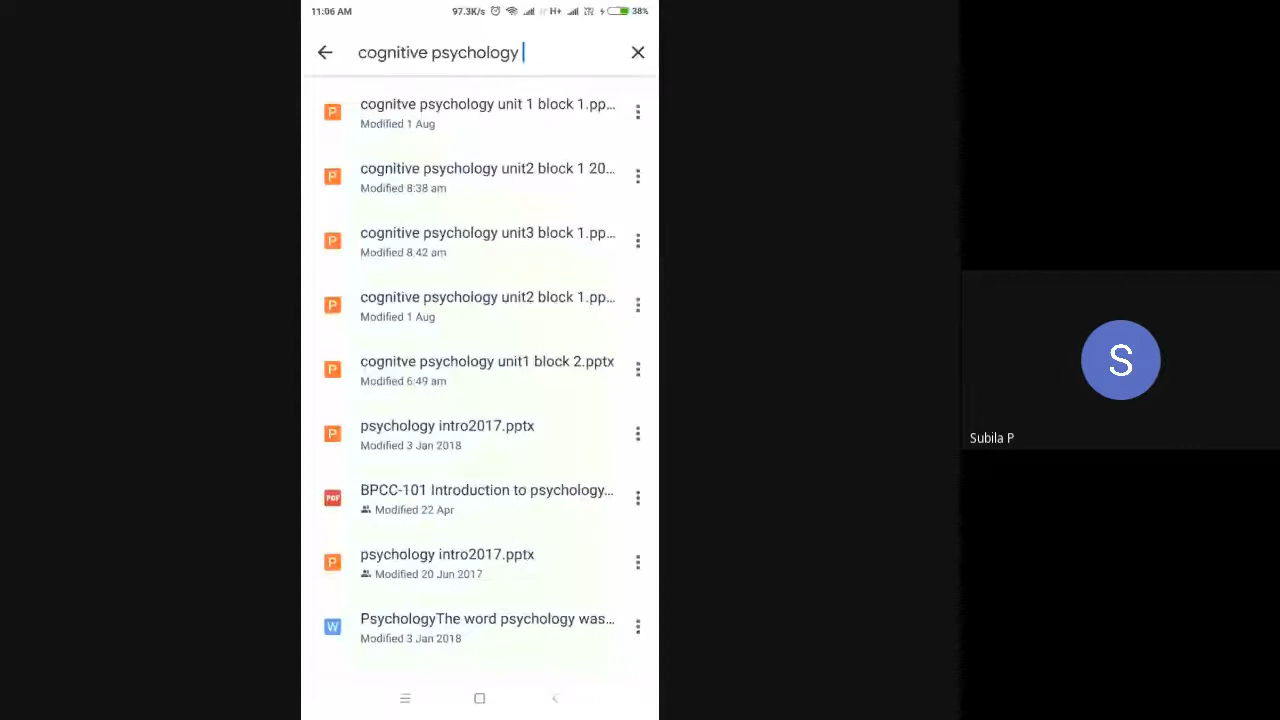 11:06 AM 97.3K/s H+ 38%
cognitive psychology
P cognitve psychology unit 1 block 1.pp...
Modified 1 Aug
P cognitive psychology unit2 block 1 20...
Modified 8:38 am
P cognitive psychology unit3 block 1.pp...
Modified 8:42 am
P cognitive psychology unit2 block 1.pp...
Modified 1 Aug
P cognitve psychology unit1 block 2.pptx
Modified 6:49 am
P psychology intro2017.pptx
Modified 3 Jan 2018
PDF BPCC-101 Introduction to psychology...
Modified 22 Apr
P psychology intro2017.pptx
Modified 20 Jun 2017
W PsychologyThe word psychology was...
Modified 3 Jan 2018
S
Subila P